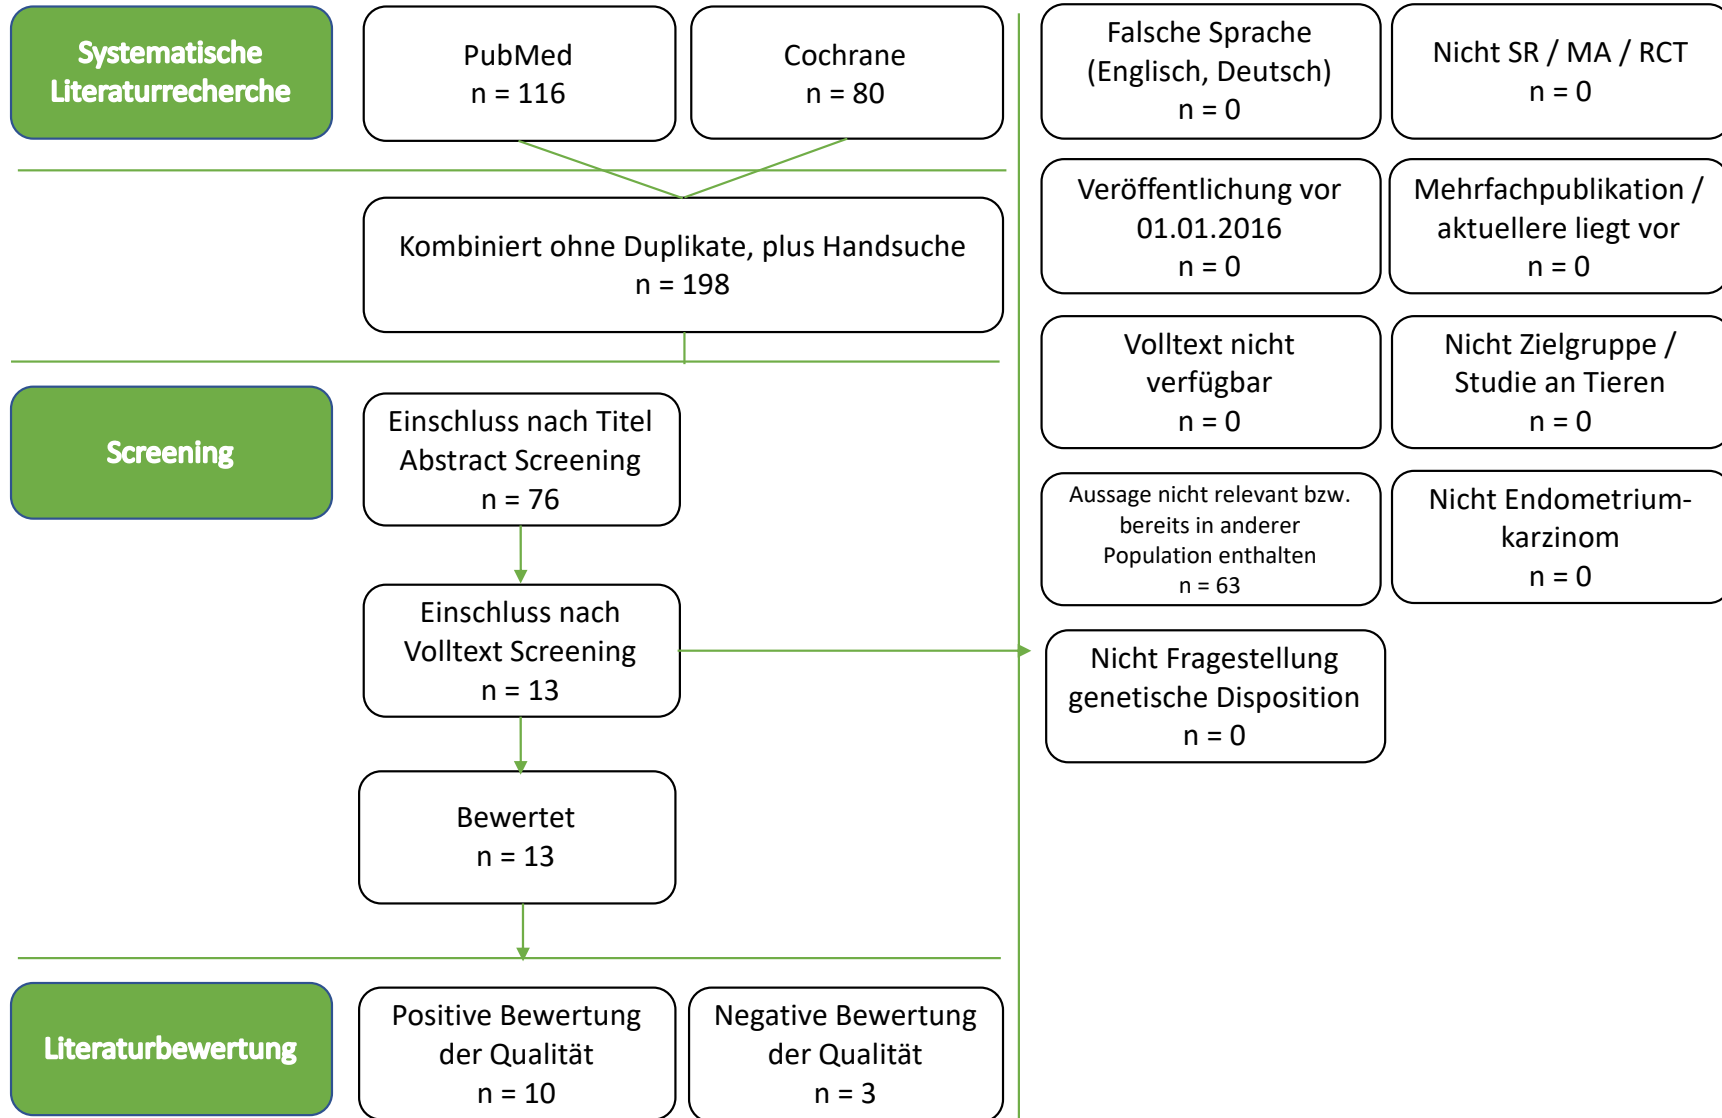 Systematische
Literaturrecherche
PubMed
n = 116
Cochrane
n = 80
Kombiniert ohne Duplikate, plus Handsuche
n = 198
Screening
Einschluss nach Titel
Abstract Screening
n = 76
Einschluss nach
Volltext Screening
n = 13
Bewertet
n = 13
Literaturbewertung
Positive Bewertung
der Qualität
n = 10
Negative Bewertung
der Qualität
n = 3
Falsche Sprache
(Englisch, Deutsch)
n = 0
Nicht SR / MA / RCT
n = 0
Veröffentlichung vor
01.01.2016
n = 0
Mehrfachpublikation /
aktuellere liegt vor
n = 0
Volltext nicht
verfügbar
n = 0
Nicht Zielgruppe /
Studie an Tieren
n = 0
Aussage nicht relevant bzw.
bereits in anderer
Population enthalten
n = 63
Nicht Endometrium-
karzinom
n = 0
Nicht Fragestellung
genetische Disposition
n = 0